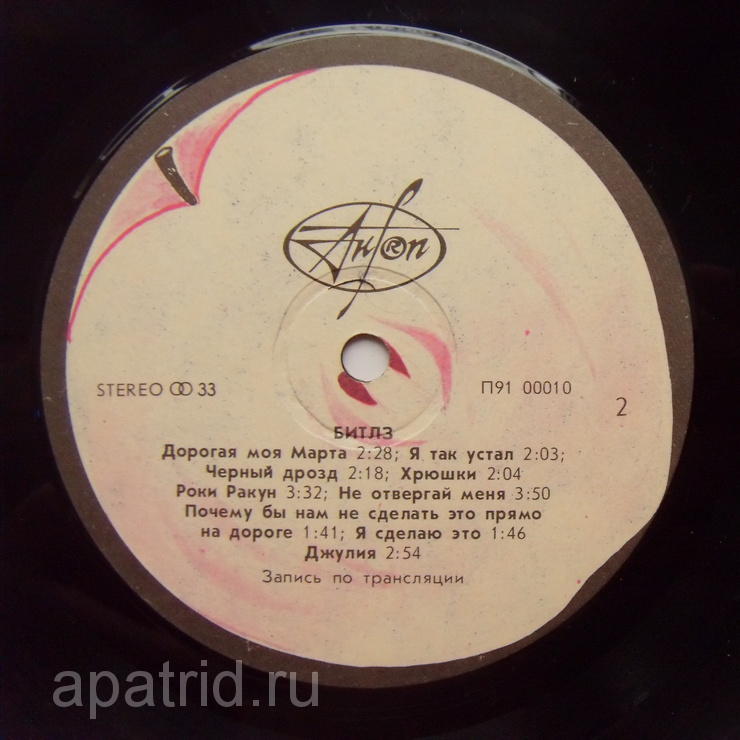 АнТроп
®
STEREO 33
П91 00010
2
БИТЛЗ
Дорогая моя Марта 2:28; Я так устал 2:03;
Черный дрозд 2:18; Хрюшки 2:04
Роки Ракун 3:32; Не отвергай меня 3:50
Почему бы нам не сделать это прямо
на дороге 1:41; Я сделаю это 1:46
Джулия 2:54
Запись по трансляции
apatrid.ru